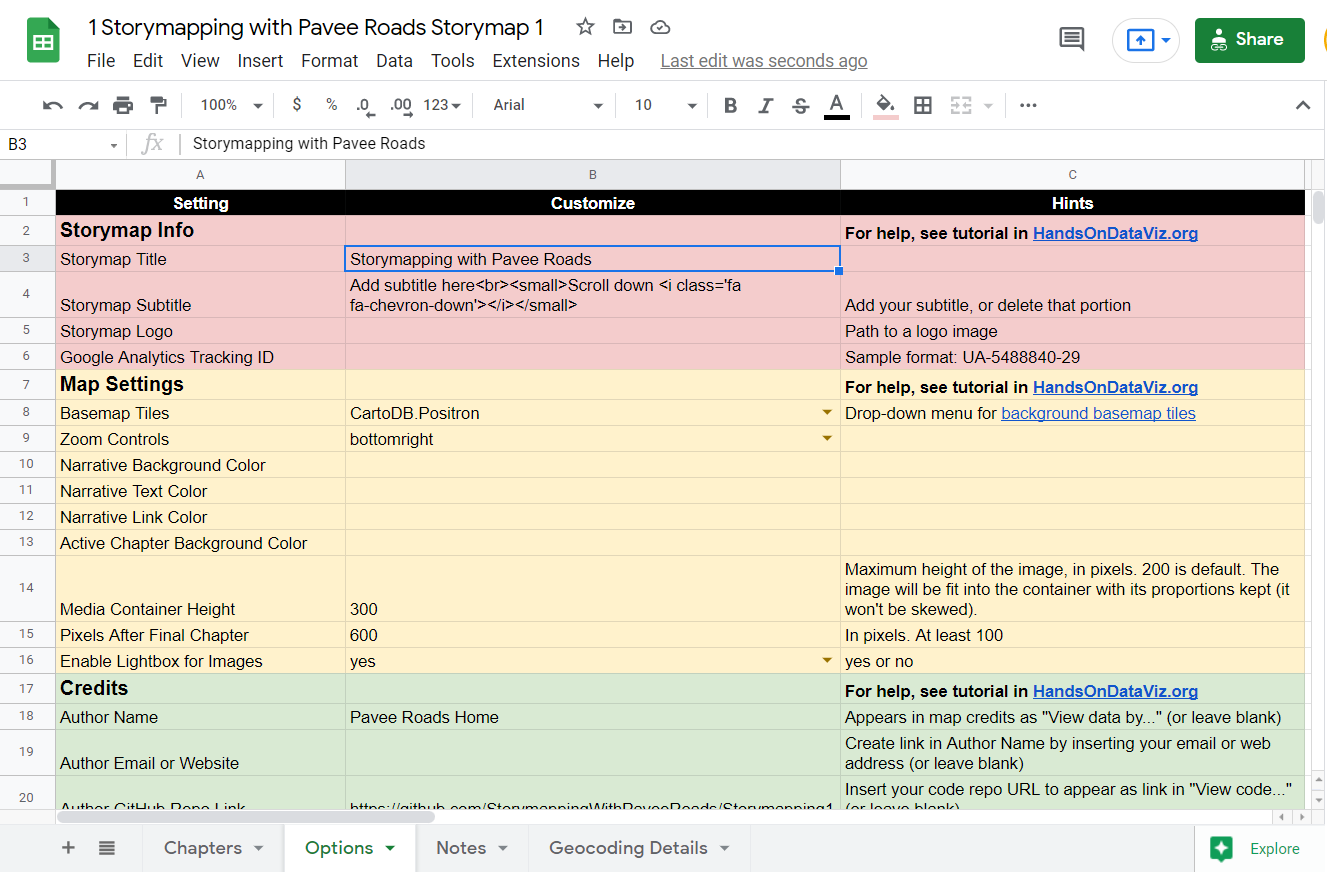 1 Storymapping with Pavee Roads Storymap 1
File Edit View Insert Format Data Tools Extensions Help Last edit was seconds ago
Share
100% $ % .0 .00 123 Arial 10 B I S A
B3 fx Storymapping with Pavee Roads
A B C
1 Setting Customize Hints
2 Storymap Info For help, see tutorial in HandsOnDataViz.org
3 Storymap Title Storymapping with Pavee Roads
Add subtitle here<br><small>Scroll down <i class='fa
4 Storymap Subtitle fa-chevron-down'></i></small> Add your subtitle, or delete that portion
5 Storymap Logo Path to a logo image
6 Google Analytics Tracking ID Sample format: UA-5488840-29
7 Map Settings For help, see tutorial in HandsOnDataViz.org
8 Basemap Tiles CartoDB.Positron Drop-down menu for background basemap tiles
9 Zoom Controls bottomright
10 Narrative Background Color
11 Narrative Text Color
12 Narrative Link Color
13 Active Chapter Background Color
Maximum height of the image, in pixels. 200 is default. The
14 image will be fit into the container with its proportions kept (it
Media Container Height 300 won't be skewed).
15 Pixels After Final Chapter 600 In pixels. At least 100
16 Enable Lightbox for Images yes yes or no
17 Credits For help, see tutorial in HandsOnDataViz.org
18 Author Name Pavee Roads Home Appears in map credits as "View data by..." (or leave blank)
19 Create link in Author Name by inserting your email or web
Author Email or Website address (or leave blank)
20 Insert your code repo URL to appear as link in "View code..."
Author GitHub Repo Link https://github.com/StorymappingWithPaveeRoads/Storymapping1 (or leave blank)
+ Chapters Options Notes Geocoding Details Explore